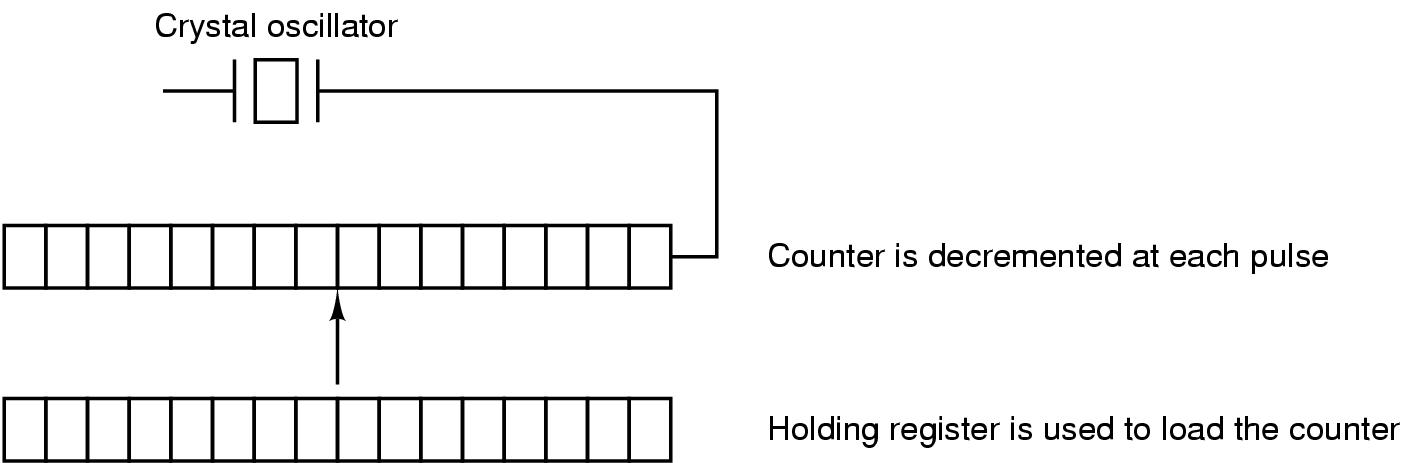 Crystal oscillator
Counter is decremented at each pulse
Holding register is used to load the counter